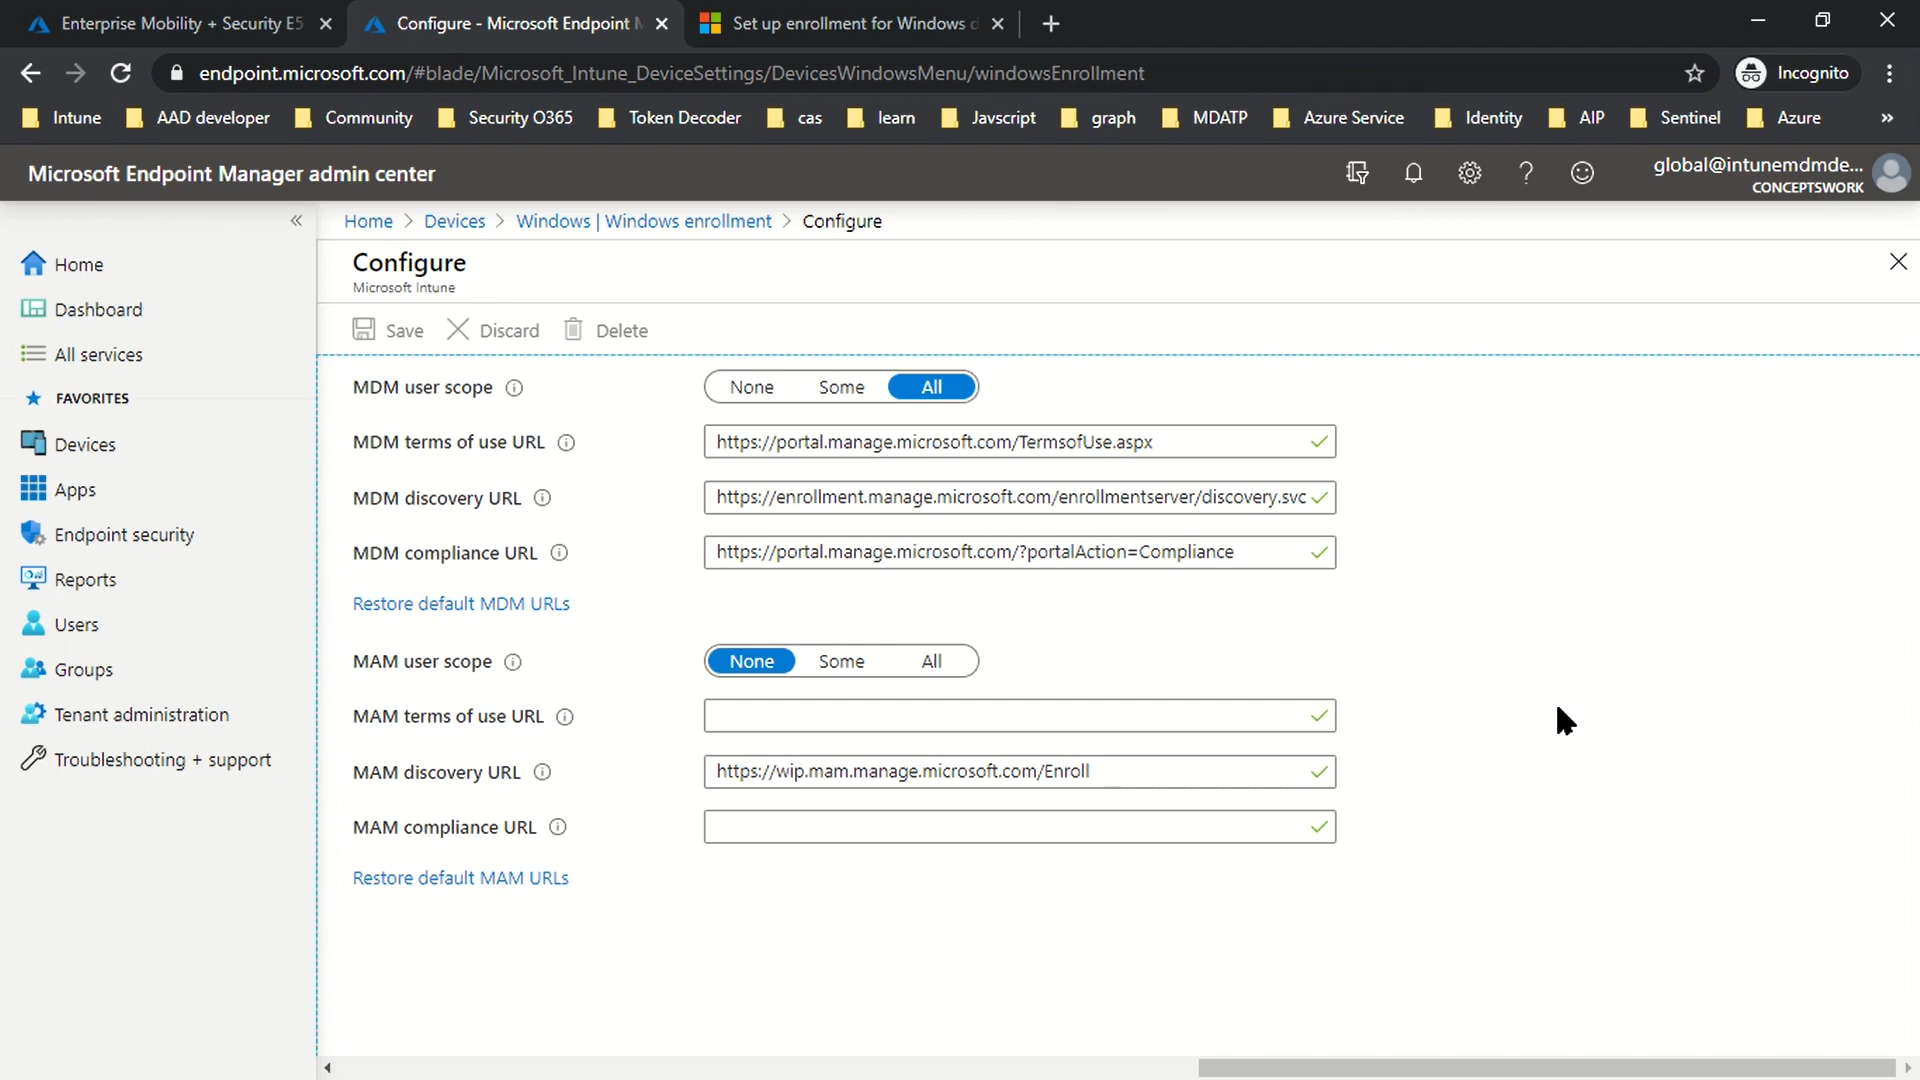 Enterprise Mobility + Security E5
Configure - Microsoft Endpoint M
Set up enrollment for Windows d
endpoint.microsoft.com/#blade/Microsoft_Intune_DeviceSettings/DevicesWindowsMenu/windowsEnrollment
Incognito
Intune
AAD developer
Community
Security O365
Token Decoder
cas
learn
Javscript
graph
MDATP
Azure Service
Identity
AIP
Sentinel
Azure
»
Microsoft Endpoint Manager admin center
global@intunemdmde...
CONCEPTSWORK
Home > Devices > Windows | Windows enrollment > Configure
Configure
Microsoft Intune
Save
Discard
Delete
Home
Dashboard
All services
FAVORITES
Devices
Apps
Endpoint security
Reports
Users
Groups
Tenant administration
Troubleshooting + support
MDM user scope
None Some All
MDM terms of use URL
https://portal.manage.microsoft.com/TermsofUse.aspx
MDM discovery URL
https://enrollment.manage.microsoft.com/enrollmentserver/discovery.svc
MDM compliance URL
https://portal.manage.microsoft.com/?portalAction=Compliance
Restore default MDM URLs
MAM user scope
None Some All
MAM terms of use URL
MAM discovery URL
https://wip.mam.manage.microsoft.com/Enroll
MAM compliance URL
Restore default MAM URLs